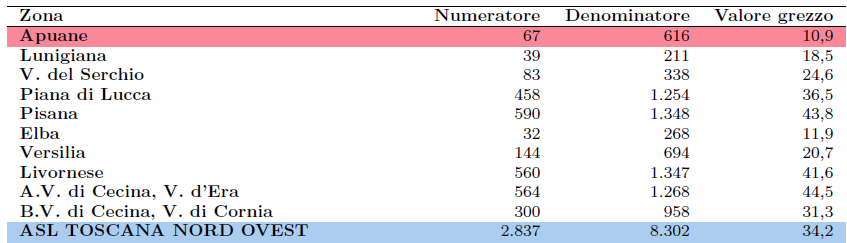 Zona Numeratore Denominatore Valore grezzo
Apuane 67 616 10,9
Lunigiana 39 211 18,5
V. del Serchio 83 338 24,6
Piana di Lucca 458 1.254 36,5
Pisana 590 1.348 43,8
Elba 32 268 11,9
Versilia 144 694 20,7
Livornese 560 1.347 41,6
A.V. di Cecina, V. d'Era 564 1.268 44,5
B.V. di Cecina, V. di Cornia 300 958 31,3
ASL TOSCANA NORD OVEST 2.837 8.302 34,2